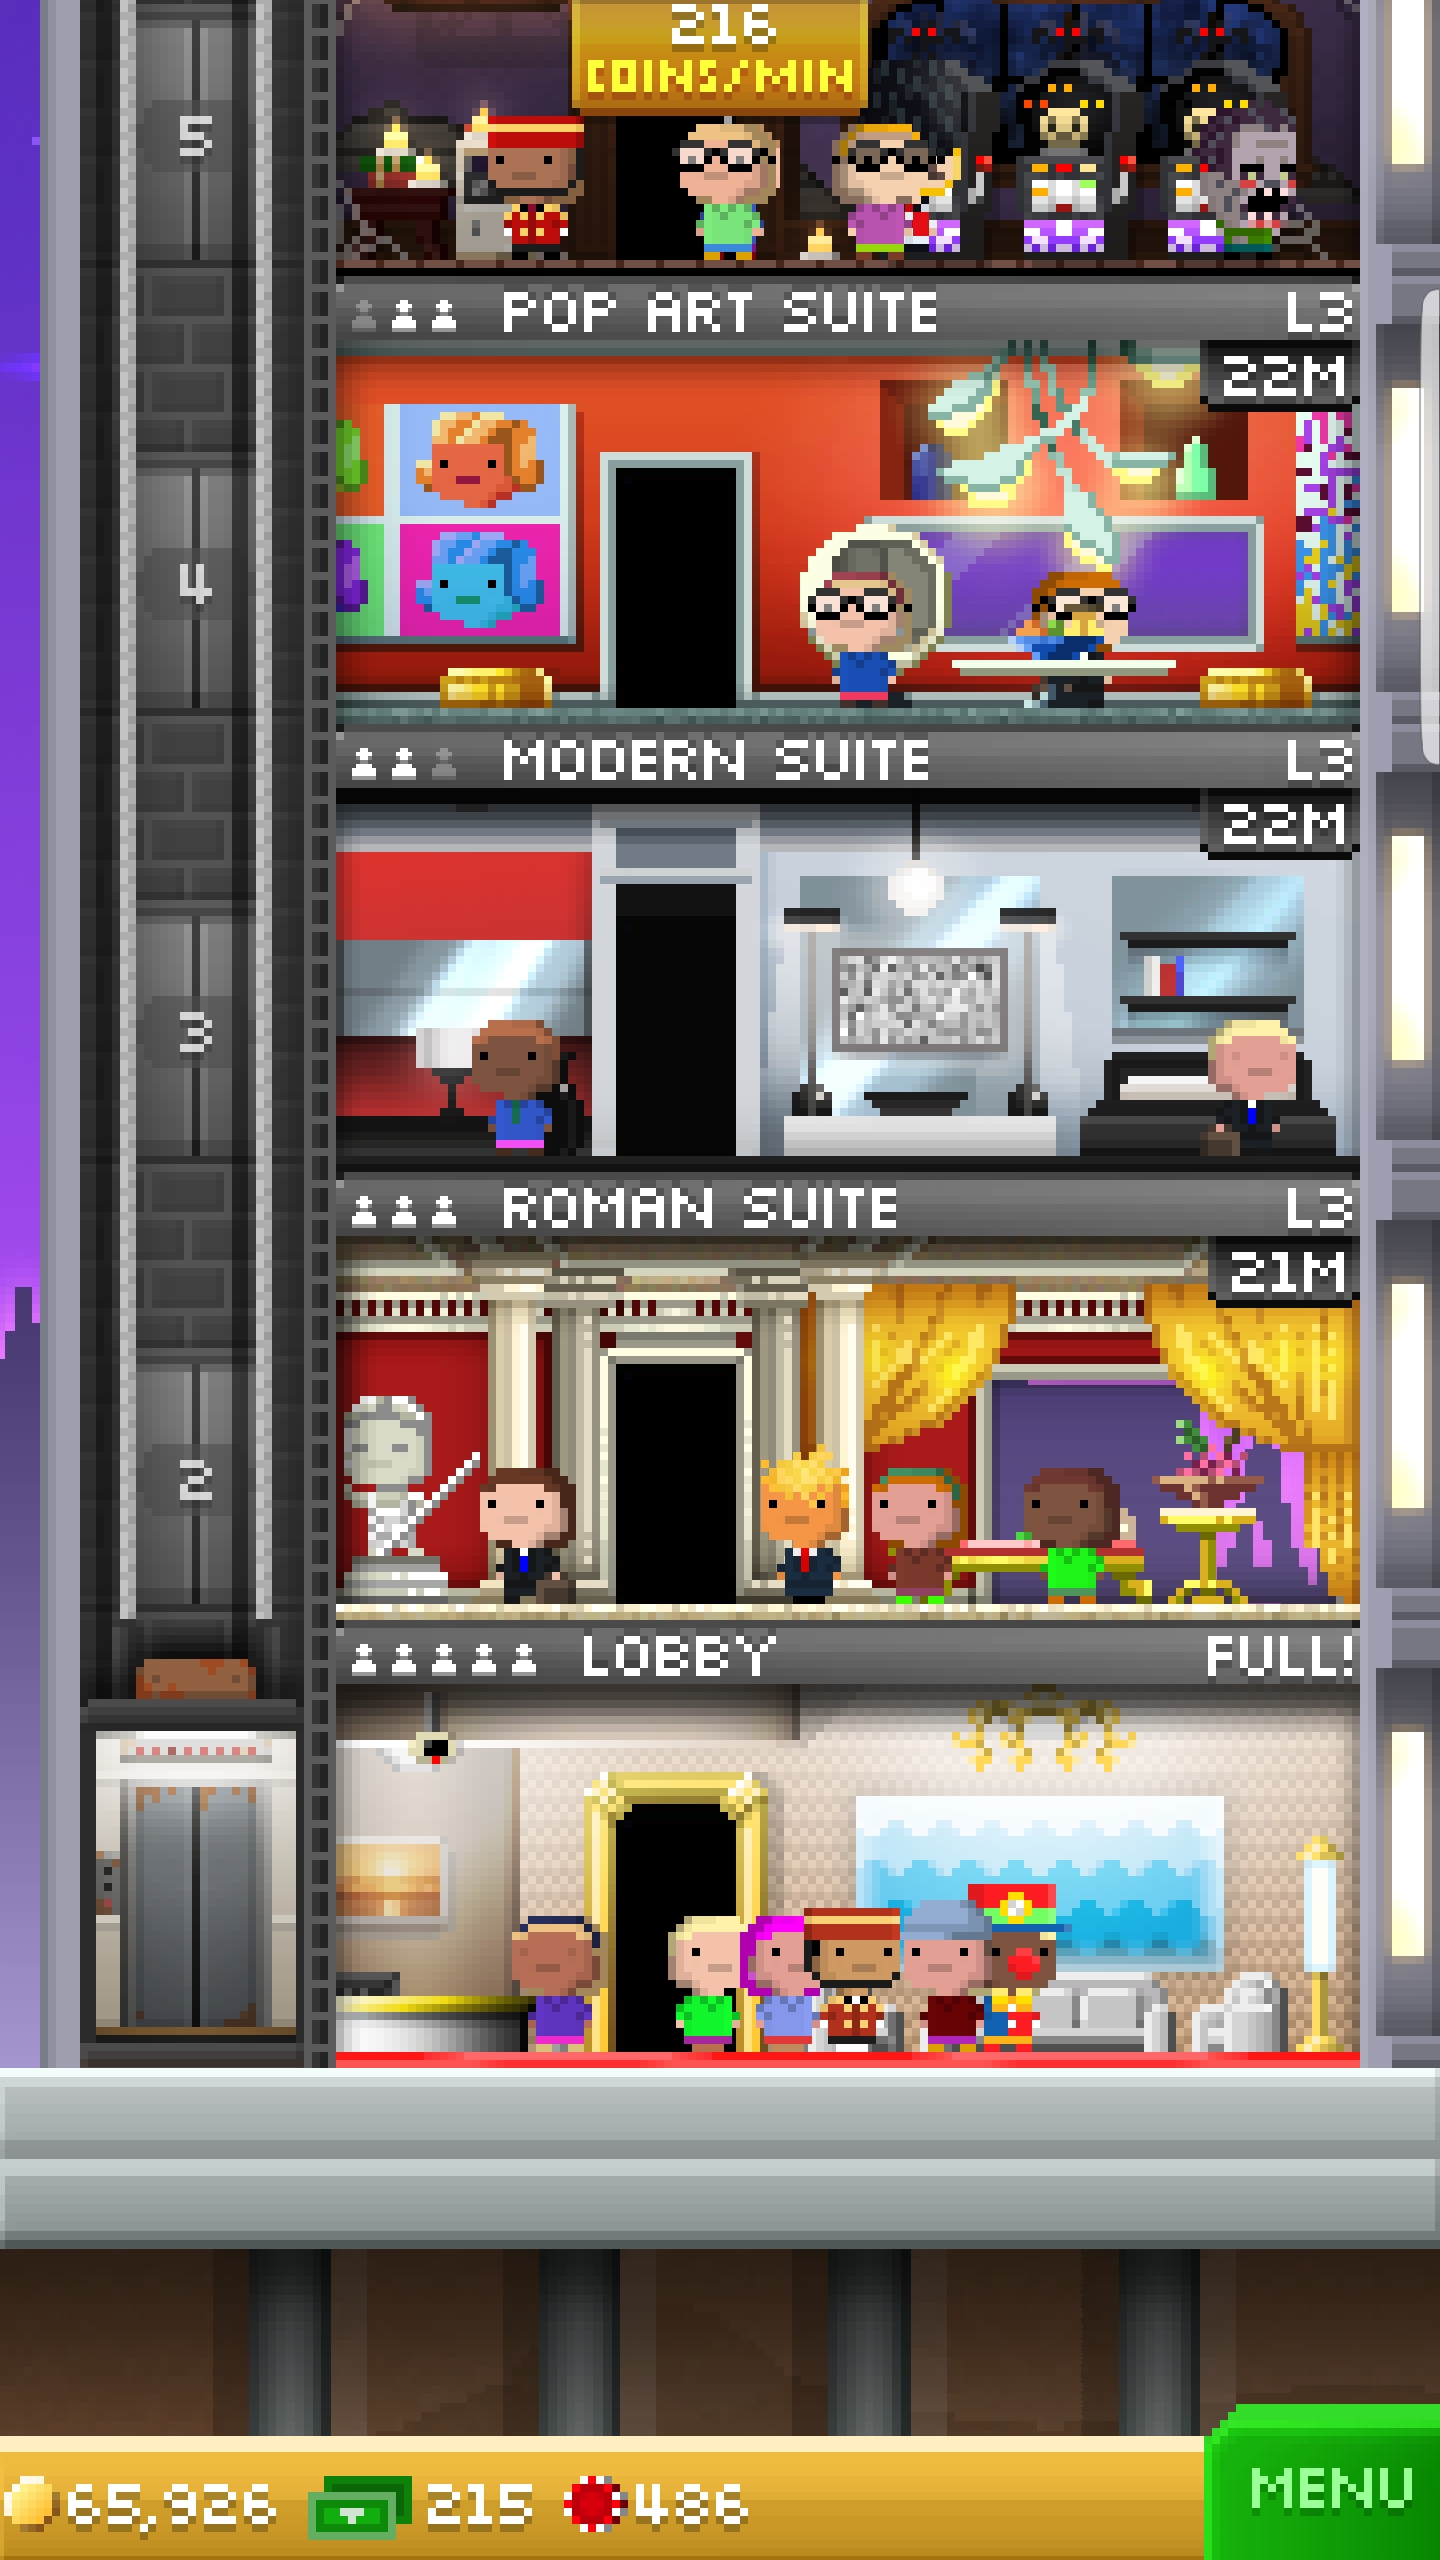 216
COINS/MIN
5
POP ART SUITE L3
22M
4
MODERN SUITE L3
22M
3
ROMAN SUITE L3
21M
2
LOBBY FULL!
65,926 215 486
MENU